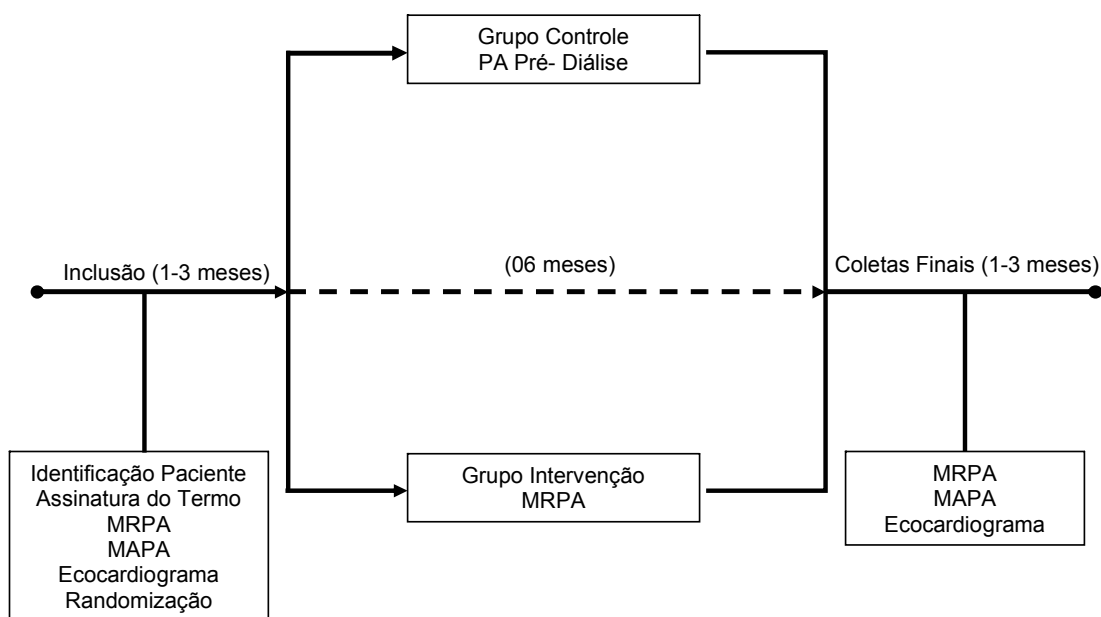 Grupo Controle
PA Pré- Diálise
Inclusão (1-3 meses)
(06 meses)
Coletas Finais (1-3 meses)
Identificação Paciente
Assinatura do Termo
MRPA
MAPA
Ecocardiograma
Randomização
Grupo Intervenção
MRPA
MRPA
MAPA
Ecocardiograma